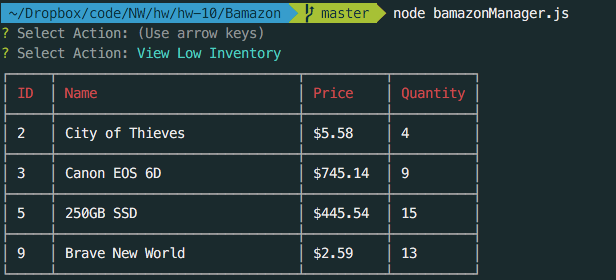 ~/Dropbox/code/NW/hw/hw-10/Bamazon master node bamazonManager.js
? Select Action: (Use arrow keys)
? Select Action: View Low Inventory
ID Name Price Quantity
2 City of Thieves $5.58 4
3 Canon EOS 6D $745.14 9
5 250GB SSD $445.54 15
9 Brave New World $2.59 13